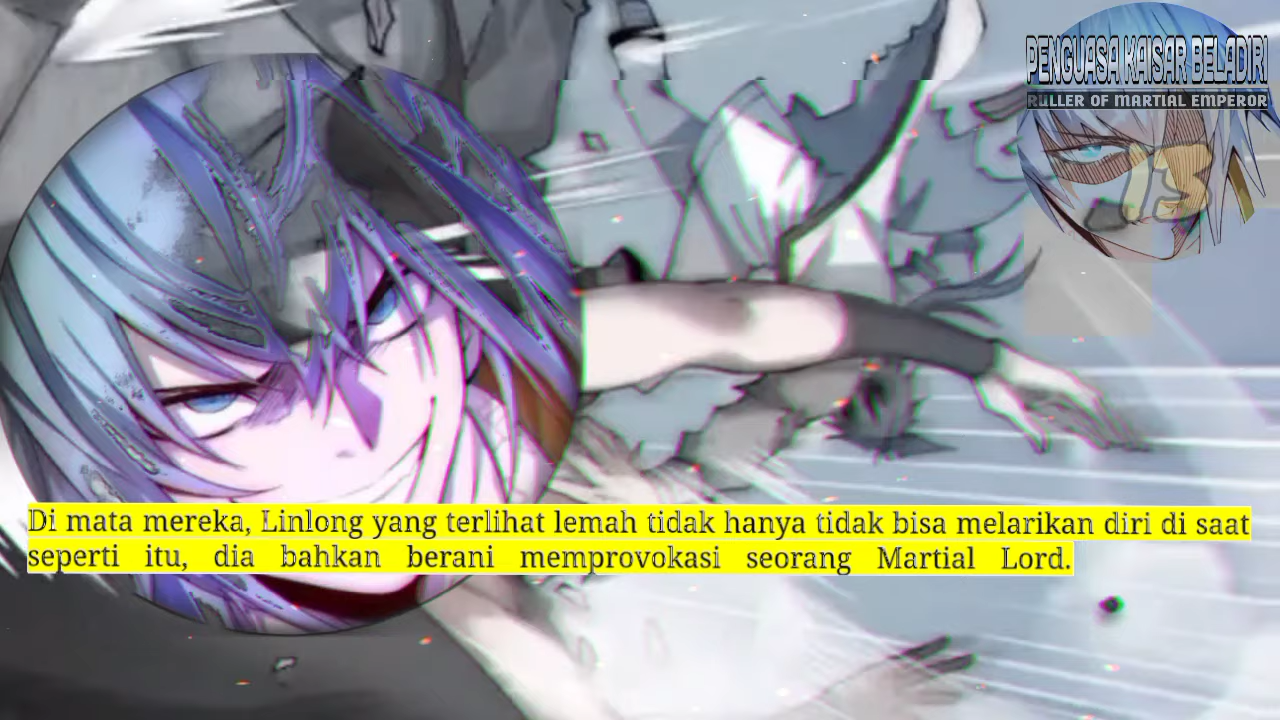 PENGUASA KAISAR BELADIRI
RULLER OF MARTIAL EMPEROR
13
Di mata mereka, Linlong yang terlihat lemah tidak hanya tidak bisa melarikan diri di saat
seperti itu, dia bahkan berani memprovokasi seorang Martial Lord.